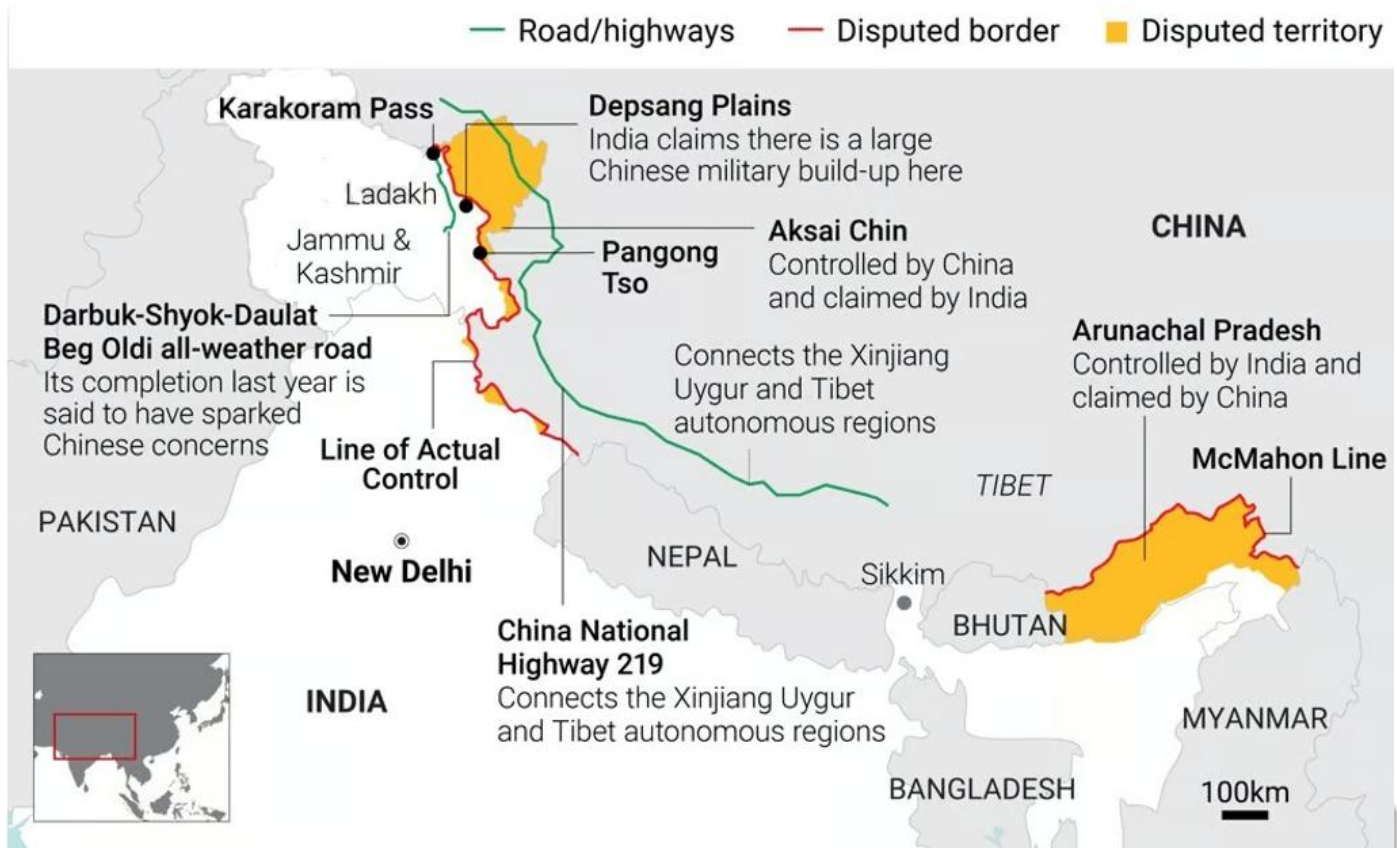 Road/highways
Disputed border
Disputed territory
Karakoram Pass
Depsang Plains
India claims there is a large
Chinese military build-up here
Ladakh
Jammu &
Kashmir
Pangong
Tso
Aksai Chin
Controlled by China
and claimed by India
CHINA
Darbuk-Shyok-Daulat
Beg Oldi all-weather road
Its completion last year is
said to have sparked
Chinese concerns
Connects the Xinjiang
Uygur and Tibet
autonomous regions
Arunachal Pradesh
Controlled by India and
claimed by China
Line of Actual
Control
McMahon Line
TIBET
PAKISTAN
New Delhi
NEPAL
Sikkim
BHUTAN
China National
Highway 219
Connects the Xinjiang Uygur
and Tibet autonomous regions
INDIA
MYANMAR
BANGLADESH
100km